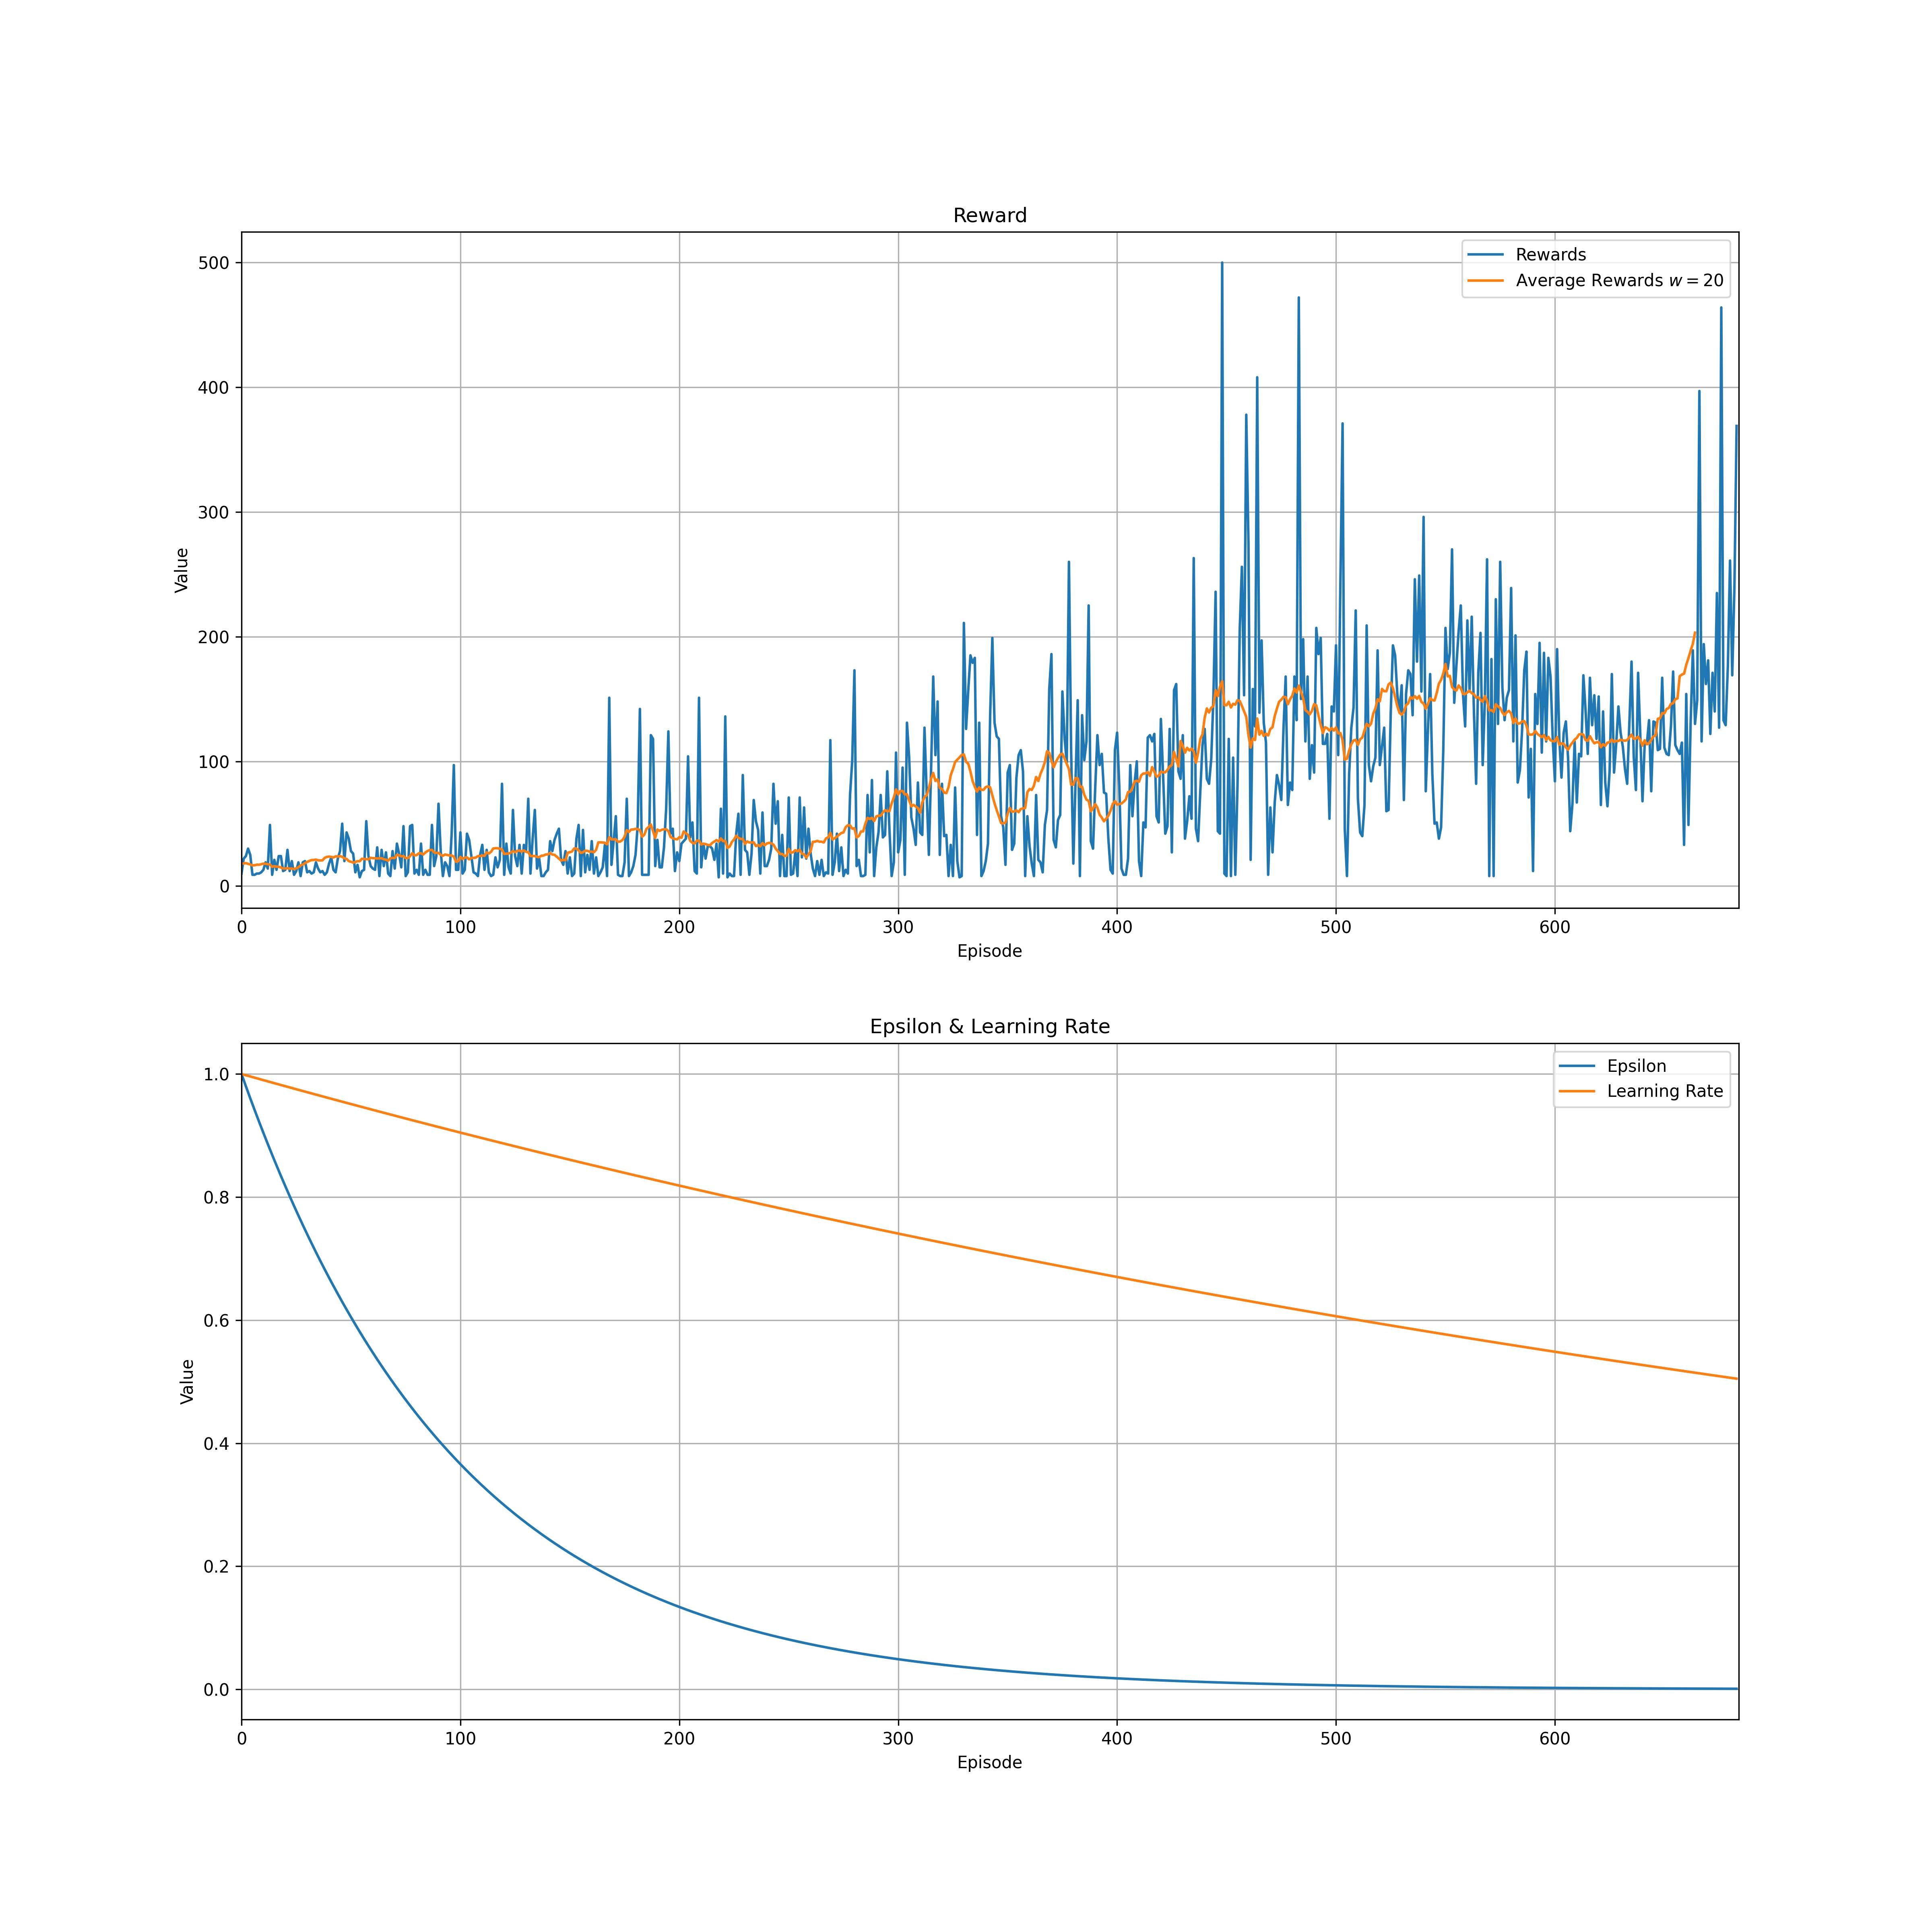 Reward
Rewards
Average Rewards w = 20
500
400
300
200
100
0
Value
0 100 200 300 400 500 600
Episode
Epsilon & Learning Rate
Epsilon
Learning Rate
1.0
0.8
0.6
0.4
0.2
0.0
Value
0 100 200 300 400 500 600
Episode